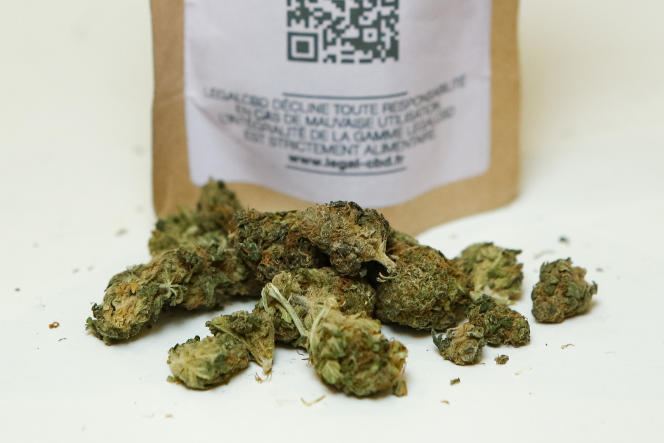 LEGALCBD DÉCLINE TOUTE RESPONSABILITÉ
EN CAS DE MAUVAISE UTILISATION
L'INTÉGRALITÉ DE LA GAMME LEGALCBD
EST STRICTEMENT ALIMENTAIRE
www.legal-cbd.fr